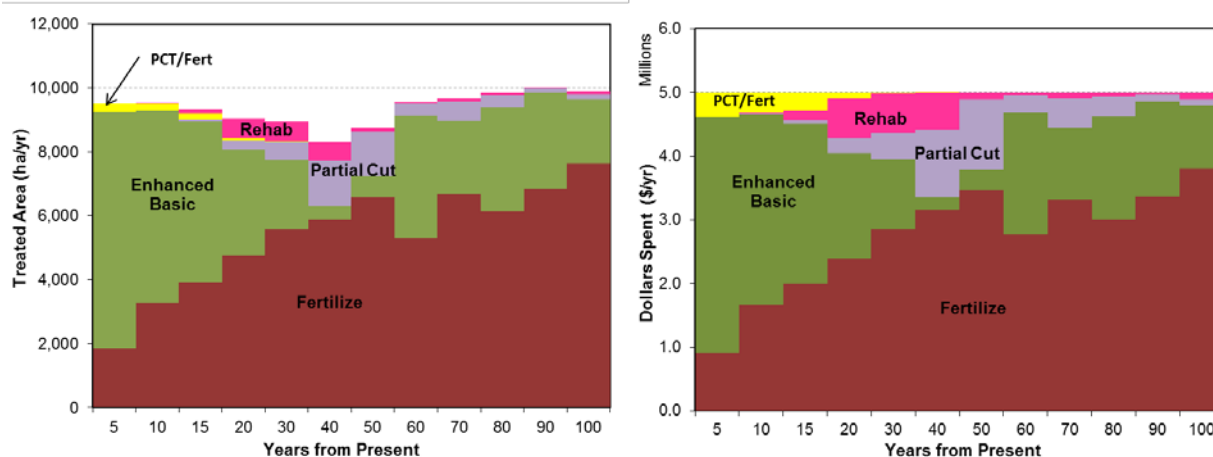 12,000
10,000
8,000
6,000
4,000
2,000
0
Treated Area (ha/yr)
PCT/Fert
Rehab
Partial Cut
Enhanced
Basic
Fertilize
5 10 15 20 30 40 50 60 70 80 90 100
Years from Present
6.0
5.0
4.0
3.0
2.0
1.0
0.0
Millions
Dollars Spent ($/yr)
PCT/Fert
Rehab
Partial Cut
Enhanced
Basic
Fertilize
5 10 15 20 30 40 50 60 70 80 90 100
Years from Present